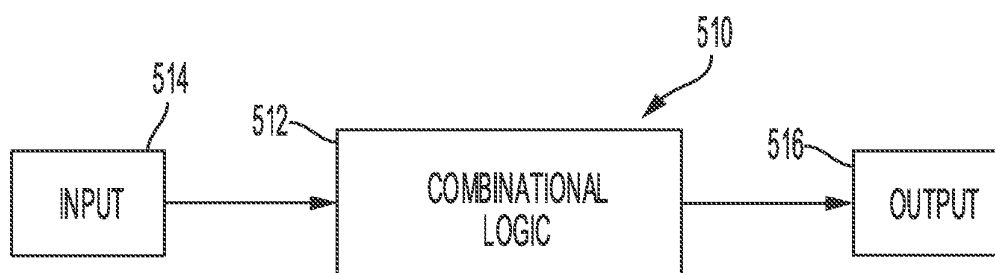 510
514
512
516
INPUT
COMBINATIONAL
LOGIC
OUTPUT